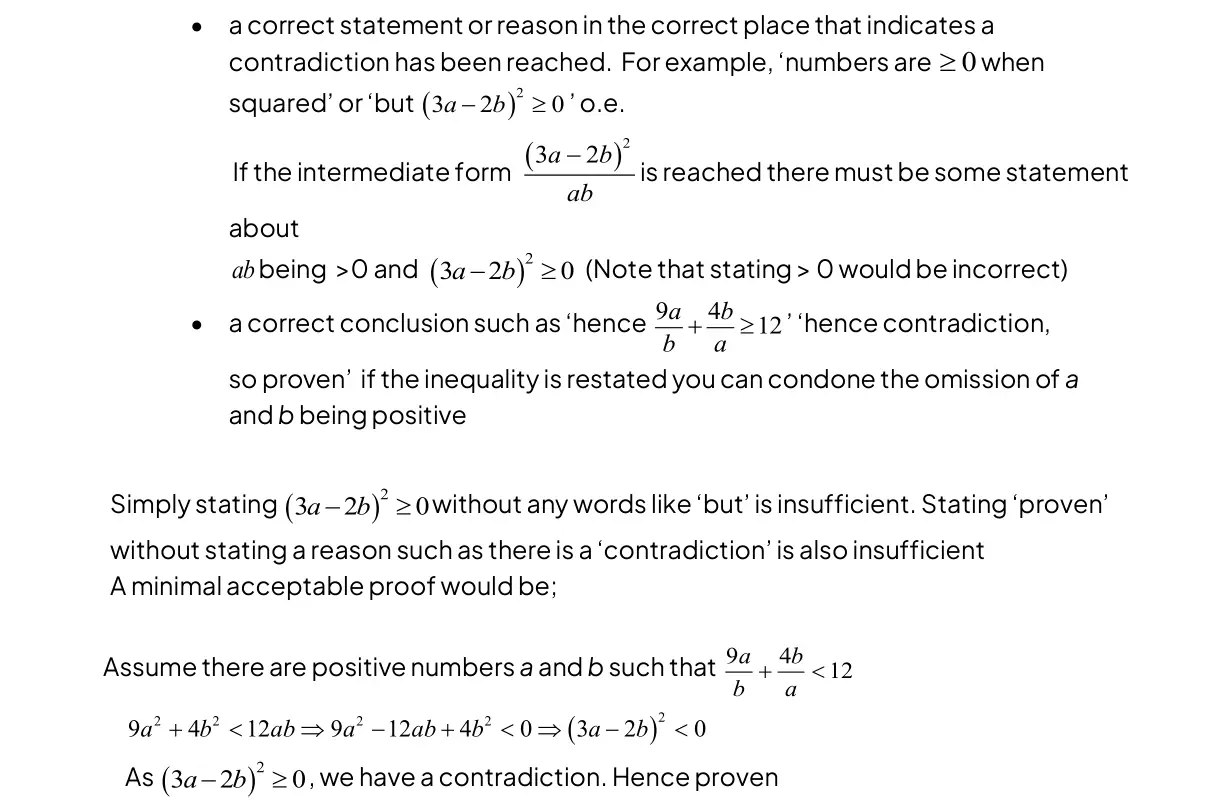 • a correct statement or reason in the correct place that indicates a
contradiction has been reached. For example, ‘numbers are ≥ 0 when
squared’ or ‘but (3a − 2b)² ≥ 0 ’ o.e.
If the intermediate form (3a − 2b)² / ab is reached there must be some statement
about
ab being >0 and (3a − 2b)² ≥ 0 (Note that stating > 0 would be incorrect)
• a correct conclusion such as ‘hence 9a/b + 4b/a ≥ 12 ’ ‘hence contradiction,
so proven’ if the inequality is restated you can condone the omission of a
and b being positive
Simply stating (3a − 2b)² ≥ 0 without any words like ‘but’ is insufficient. Stating ‘proven’
without stating a reason such as there is a ‘contradiction’ is also insufficient
A minimal acceptable proof would be;
Assume there are positive numbers a and b such that 9a/b + 4b/a < 12
9a² + 4b² < 12ab ⇒ 9a² − 12ab + 4b² < 0 ⇒ (3a − 2b)² < 0
As (3a − 2b)² ≥ 0, we have a contradiction. Hence proven